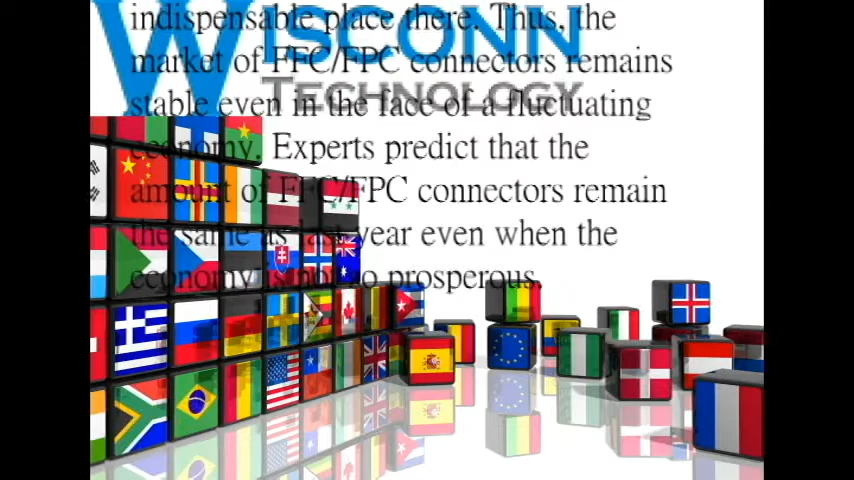 indispensable place there. Thus, the
WISCONN
market of FFC/FPC connectors remains
TECHNOLOGY
stable even in the face of a fluctuating
economy. Experts predict that the
amount of FFC/FPC connectors remain
the same as last year even when the
economy is not so prosperous.